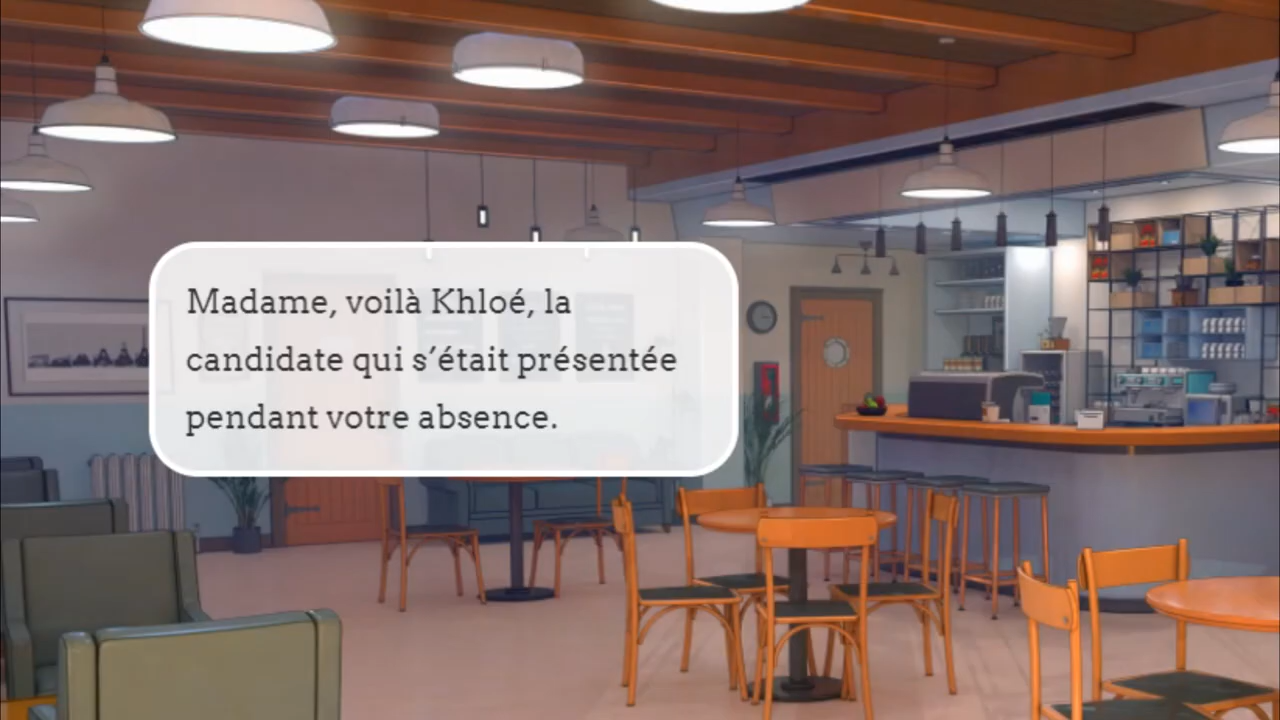 Madame, voilà Khloé, la
candidate qui s’était présentée
pendant votre absence.